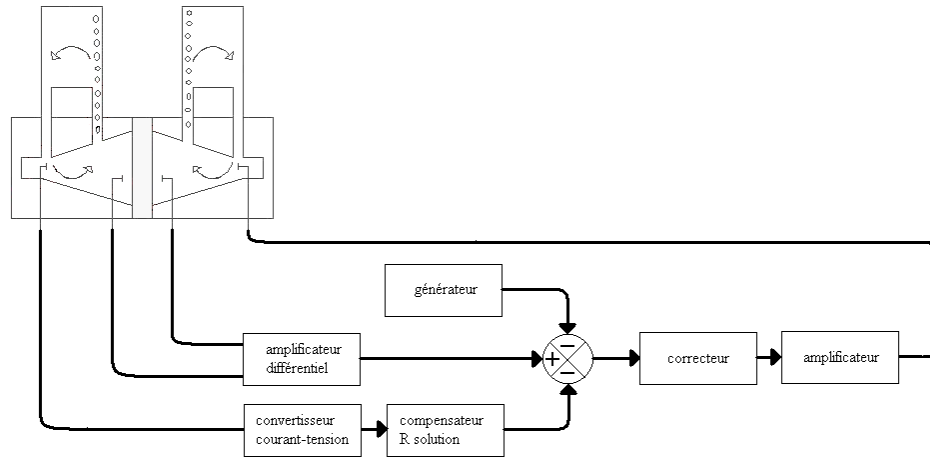 générateur
amplificateur
différentiel
convertisseur
courant-tension
compensateur
R solution
correcteur
amplificateur
−
+
−